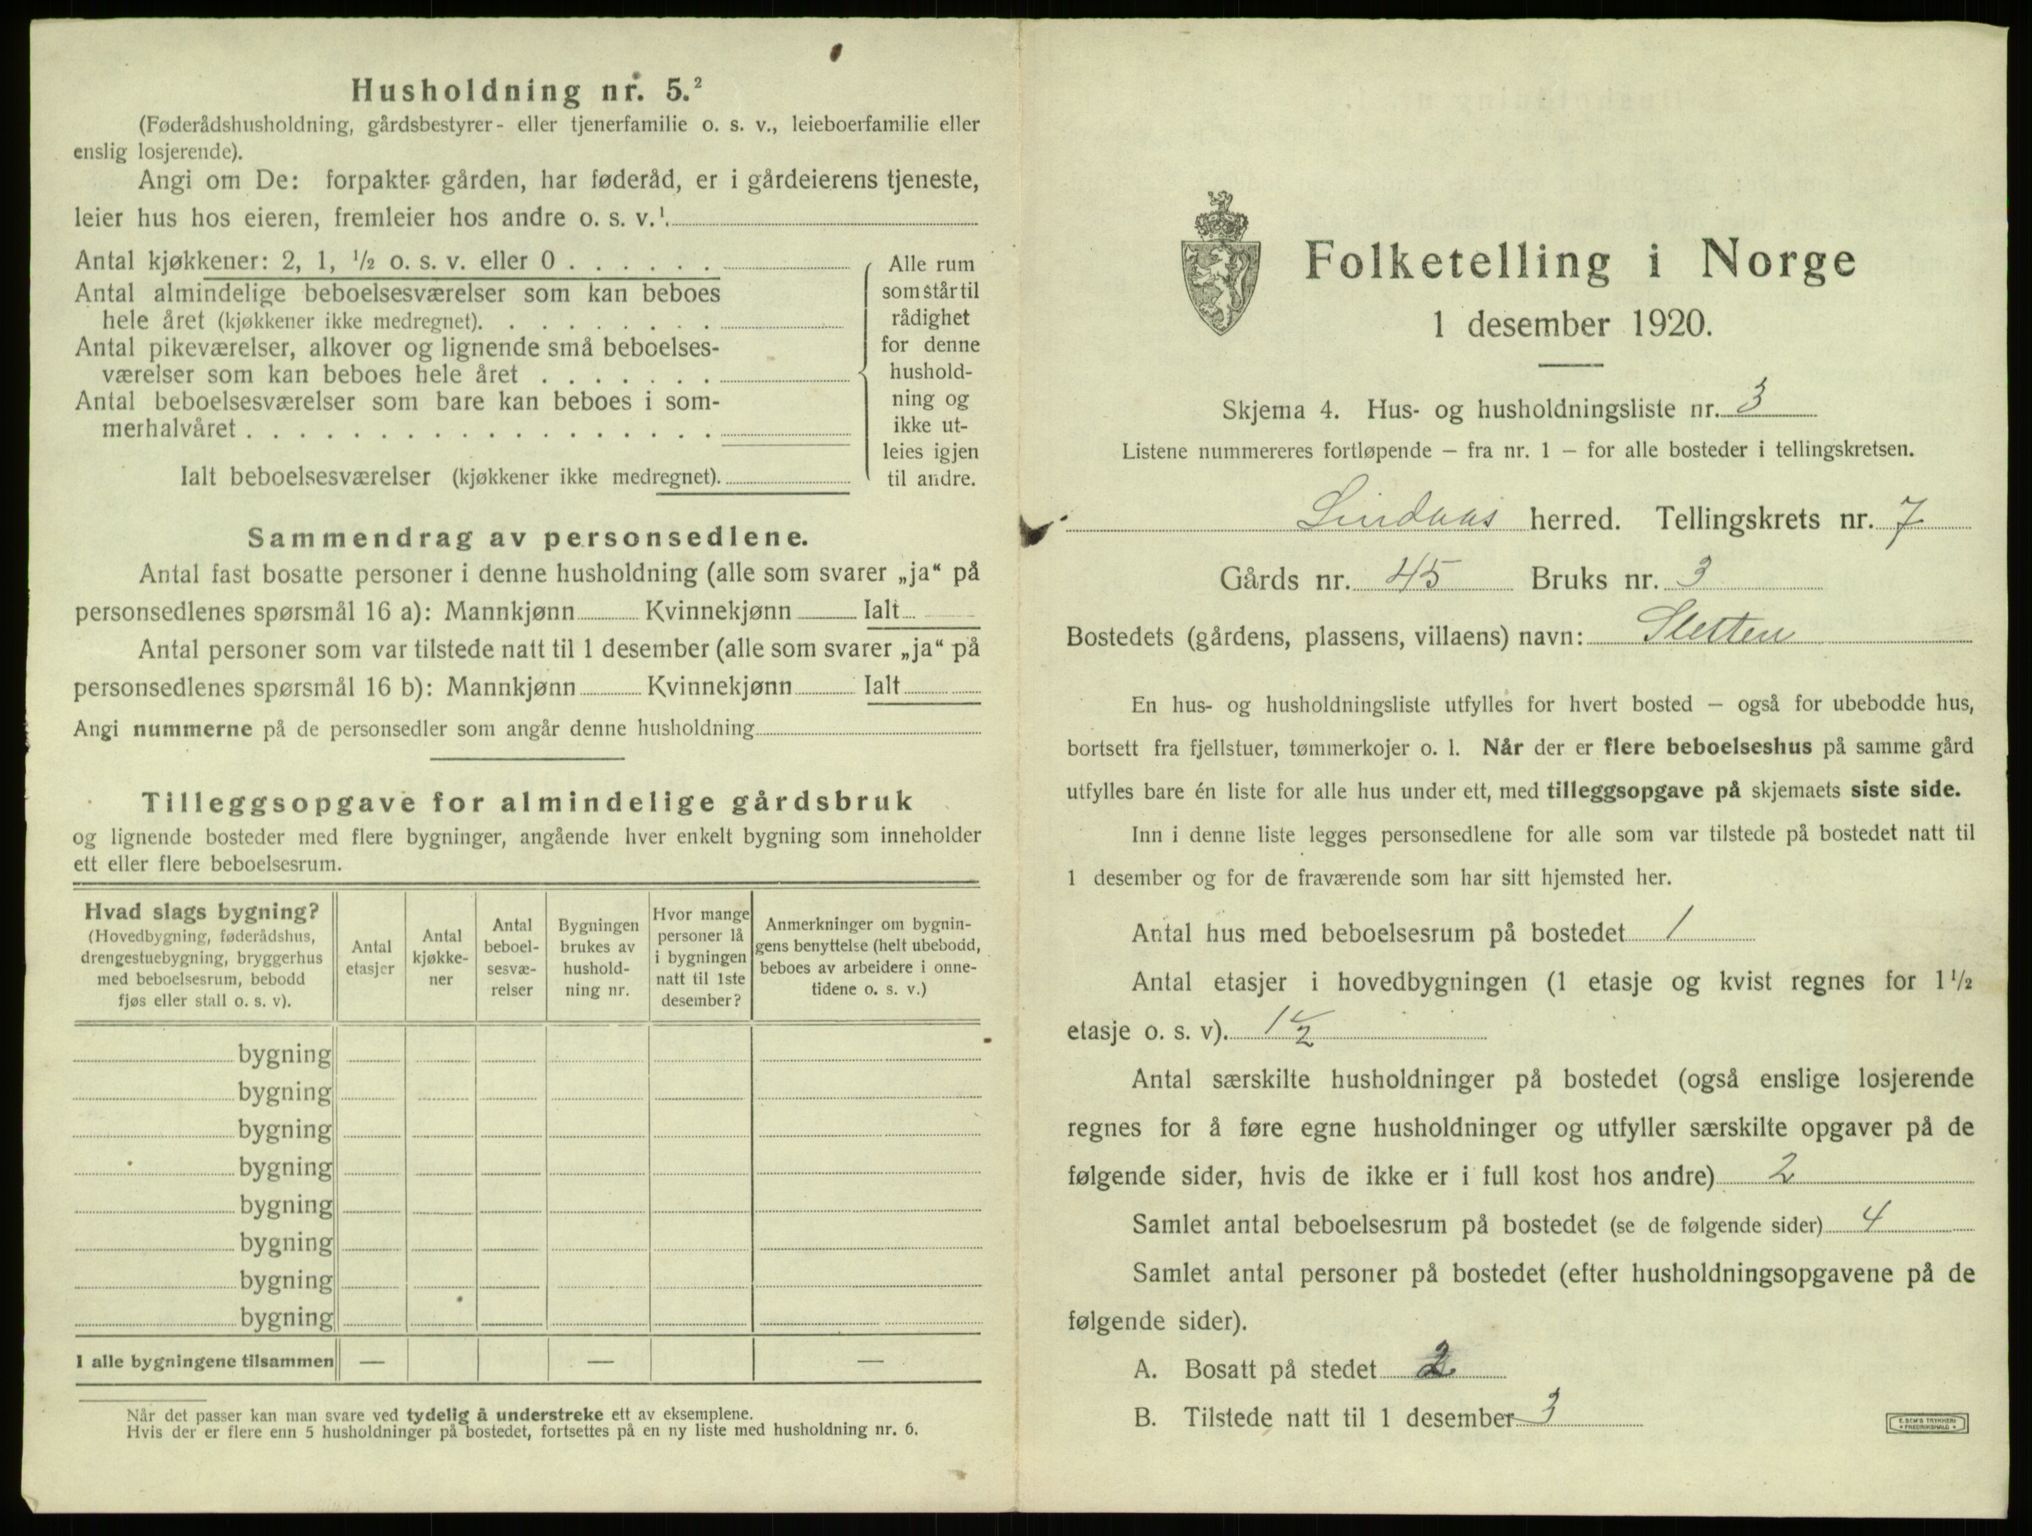 Husholdning nr. 5.²
(Føderådshusholdning, gårdsbestyrer- eller tjenerfamilie o. s. v., leieboerfamilie eller
enslig losjerende).
Angi om De: forpakter gården, har føderåd, er i gårdeierens tjeneste,
leier hus hos eieren, fremleier hos andre o. s. v.¹.
Antal kjøkkener: 2, 1, ½ o. s. v. eller 0 . . . . . .
Antal almindelige beboelsesværelser som kan beboes
hele året (kjøkkener ikke medregnet). . . . . . . . .
Antal pikeværelser, alkover og lignende små beboelses-
værelser som kan beboes hele året . . . . . . .
Antal beboelsesværelser som bare kan beboes i som-
merhalvåret . . . . . . . . . . . . . . . . . .
Ialt beboelsesværelser (kjøkkener ikke medregnet).
Alle rum
som står til
rådighet
for denne
hushold-
ning og
ikke ut-
leies igjen
til andre.
Sammendrag av personsedlene.
Antal fast bosatte personer i denne husholdning (alle som svarer „ja“ på
personsedlenes spørsmål 16 a): Mannkjønn Kvinnekjønn Ialt
Antal personer som var tilstede natt til 1 desember (alle som svarer „ja“ på
personsedlenes spørsmål 16 b): Mannkjønn Kvinnekjønn Ialt
Angi nummerne på de personsedler som angår denne husholdning
Tilleggsopgave for almindelige gårdsbruk
og lignende bosteder med flere bygninger, angående hver enkelt bygning som inneholder
ett eller flere beboelsesrum.
Hvad slags bygning?
(Hovedbygning, føderådshus,
drengestuebygning, bryggerhus
med beboelsesrum, bebodd
fjøs eller stall o. s. v).
Antal
etasjer
Antal
kjøkke-
ner
Antal
beboel-
sesvæ-
relser
Bygningen
brukes av
hushold-
ning nr.
Hvor mange
personer lå
i bygningen
natt til 1ste
desember?
Anmerkninger om bygnin-
gens benyttelse (helt ubebodd,
beboes av arbeidere i onne-
tidene o. s. v.)
bygning
bygning
bygning
bygning
bygning
bygning
bygning
bygning
I alle bygningene tilsammen — — —
Når det passer kan man svare ved tydelig å understreke ett av eksemplene.
Hvis der er flere enn 5 husholdninger på bostedet, fortsettes på en ny liste med husholdning nr. 6.
Folketelling i Norge
1 desember 1920.
Skjema 4. Hus- og husholdningsliste nr. 3
Listene nummereres fortløpende – fra nr. 1 – for alle bosteder i tellingskretsen.
Lindaas herred. Tellingskrets nr. 7
Gårds nr. 45 Bruks nr. 3
Bostedets (gårdens, plassens, villaens) navn: Sletten
En hus- og husholdningsliste utfylles for hvert bosted – også for ubebodde hus,
bortsett fra fjellstuer, tømmerkojer o. l. Når der er flere beboelseshus på samme gård
utfylles bare én liste for alle hus under ett, med tilleggsopgave på skjemaets siste side.
Inn i denne liste legges personsedlene for alle som var tilstede på bostedet natt til
1 desember og for de fraværende som har sitt hjemsted her.
Antal hus med beboelsesrum på bostedet 1
Antal etasjer i hovedbygningen (1 etasje og kvist regnes for 1½
etasje o. s. v). 1½
Antal særskilte husholdninger på bostedet (også enslige losjerende
regnes for å føre egne husholdninger og utfyller særskilte opgaver på de
følgende sider, hvis de ikke er i full kost hos andre) 2
Samlet antal beboelsesrum på bostedet (se de følgende sider) 4
Samlet antal personer på bostedet (efter husholdningsopgavene på de
følgende sider).
A. Bosatt på stedet 2
B. Tilstede natt til 1 desember 3
E. SEM'S TRYKKERI
FREDRIKSHALD